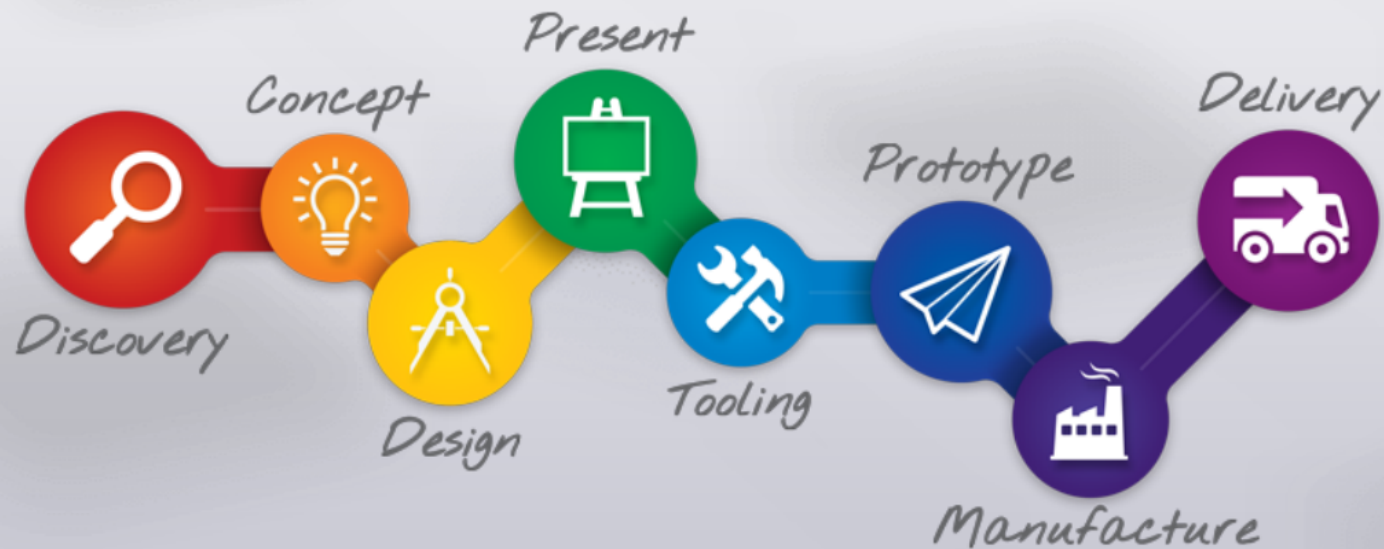 Discovery
Concept
Design
Present
Tooling
Prototype
Manufacture
Delivery